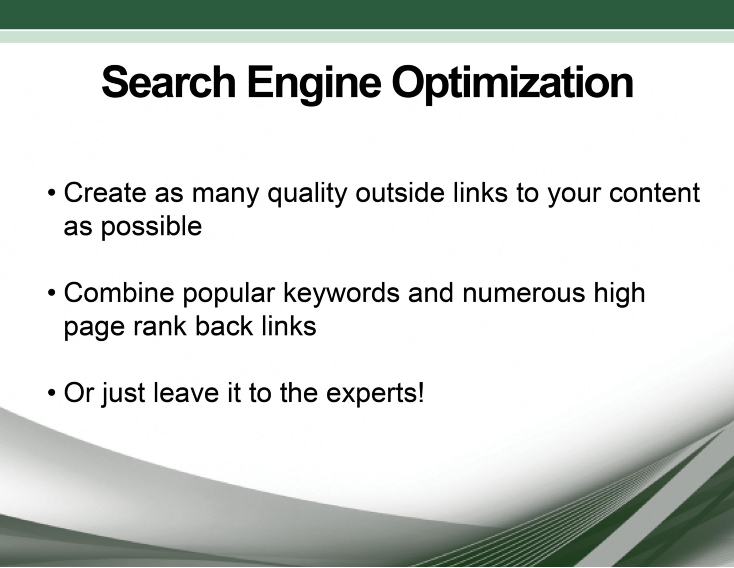 Search Engine Optimization
• Create as many quality outside links to your content
as possible
• Combine popular keywords and numerous high
page rank back links
• Or just leave it to the experts!